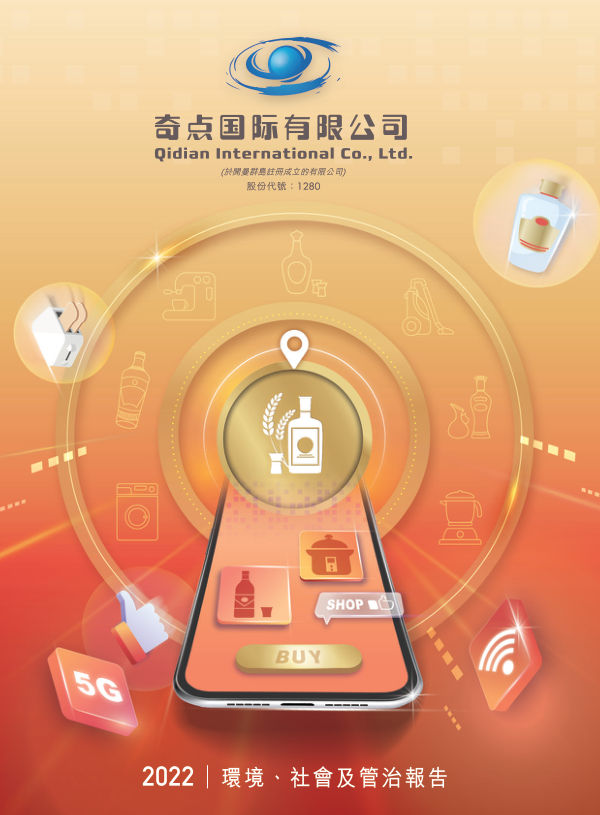 奇点国际有限公司
Qidian International Co., Ltd.
(於開曼群島註冊成立的有限公司)
股份代號：1280
SHOP
BUY
5G
2022 | 環境、社會及管治報告